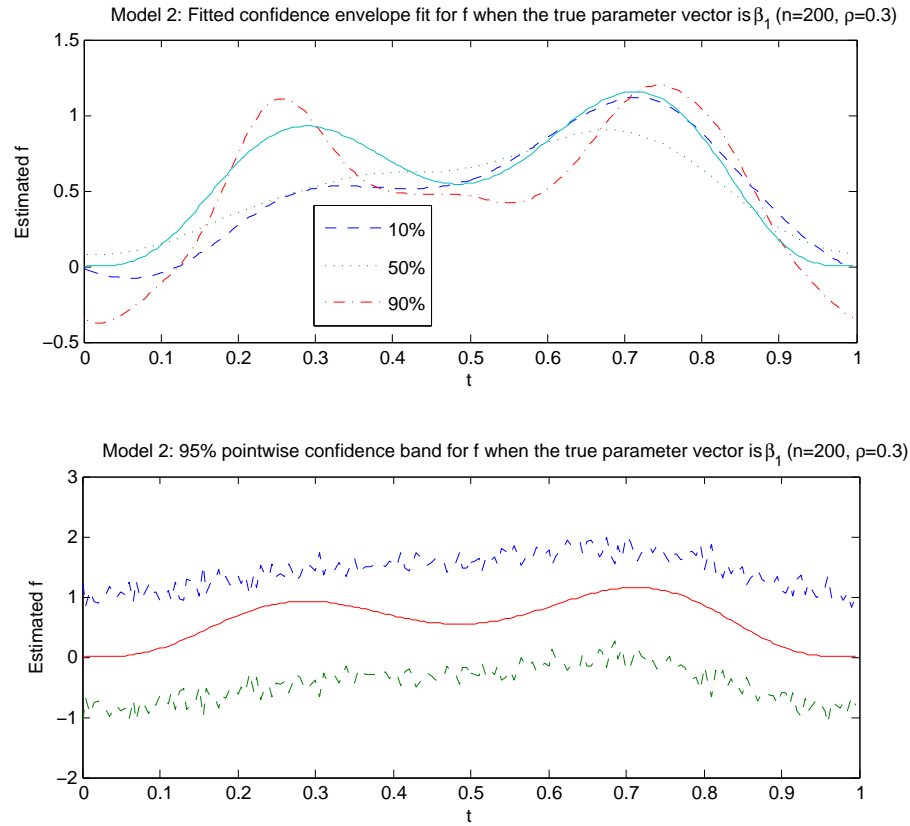 Model 2: Fitted confidence envelope fit for f when the true parameter vector is β₁ (n=200, ρ=0.3)
1.5
1
0.5
0
−0.5
Estimated f
10%
50%
90%
0 0.1 0.2 0.3 0.4 0.5 0.6 0.7 0.8 0.9 1
t
Model 2: 95% pointwise confidence band for f when the true parameter vector is β₁ (n=200, ρ=0.3)
3
2
1
0
−1
−2
Estimated f
0 0.1 0.2 0.3 0.4 0.5 0.6 0.7 0.8 0.9 1
t